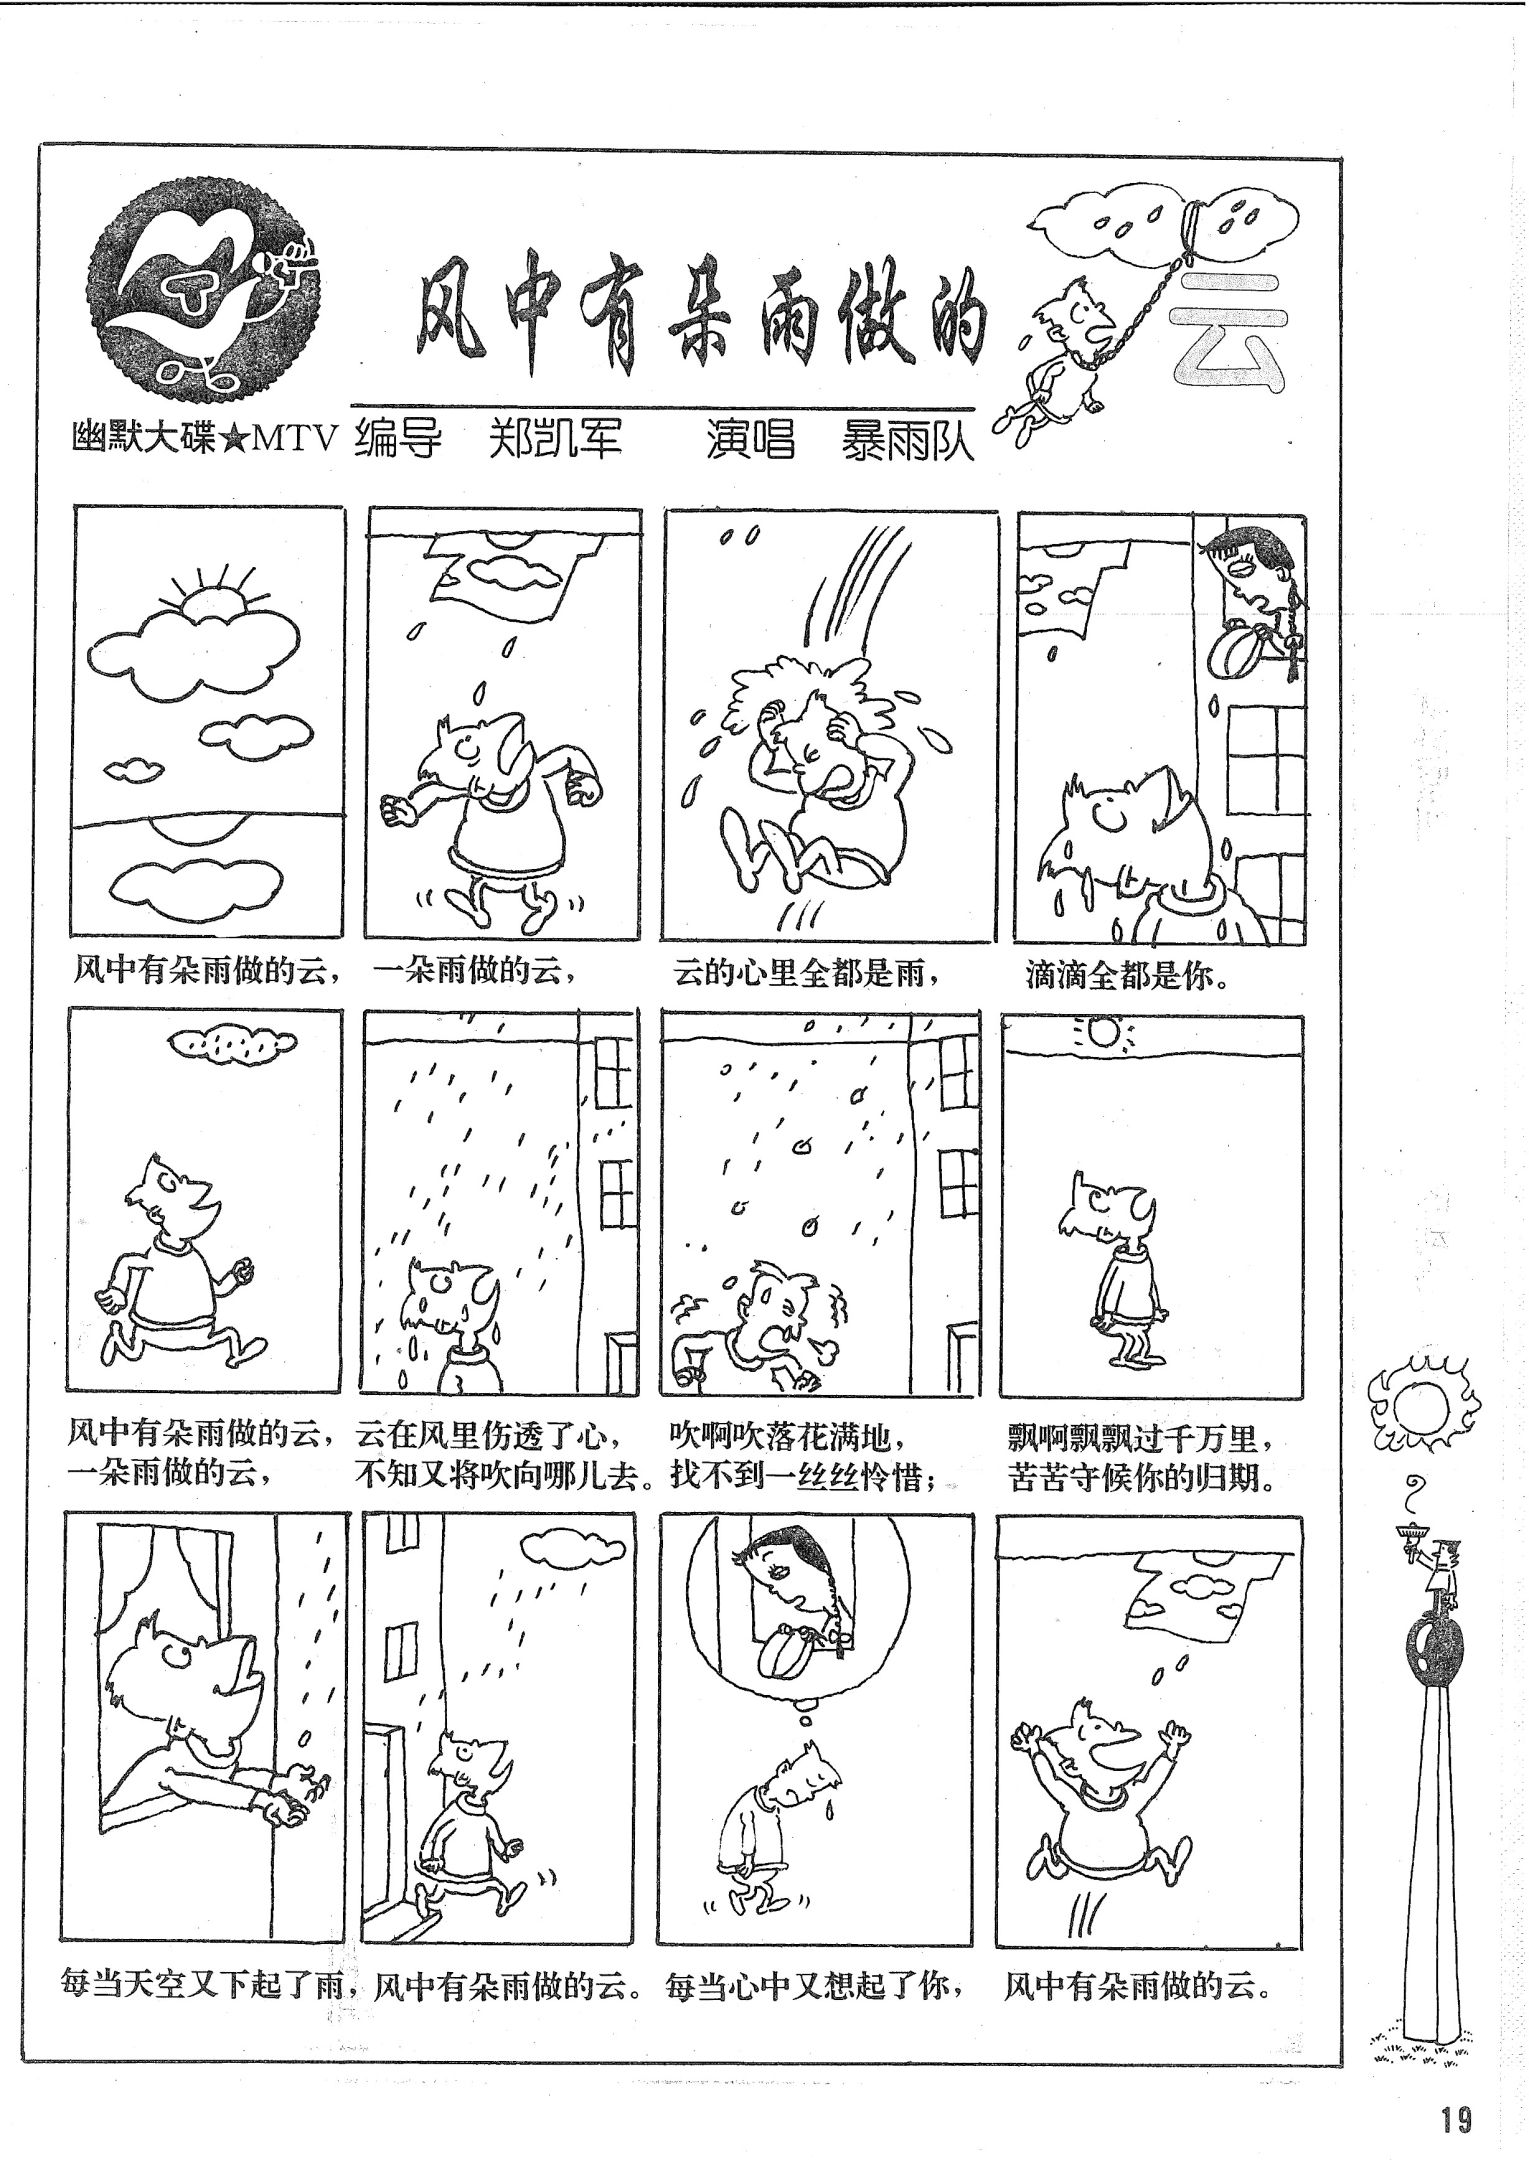 风中有朵雨做的云
幽默大碟★MTV 编导 郑凯军 演唱 暴雨队
风中有朵雨做的云，
一朵雨做的云，
云的心里全都是雨，
滴滴全都是你。
风中有朵雨做的云，
一朵雨做的云，
云在风里伤透了心，
不知又将吹向哪儿去。
吹啊吹落花满地，
找不到一丝丝怜惜；
飘啊飘飘过千万里，
苦苦守候你的归期。
每当天空又下起了雨，
风中有朵雨做的云。
每当心中又想起了你，
风中有朵雨做的云。
19